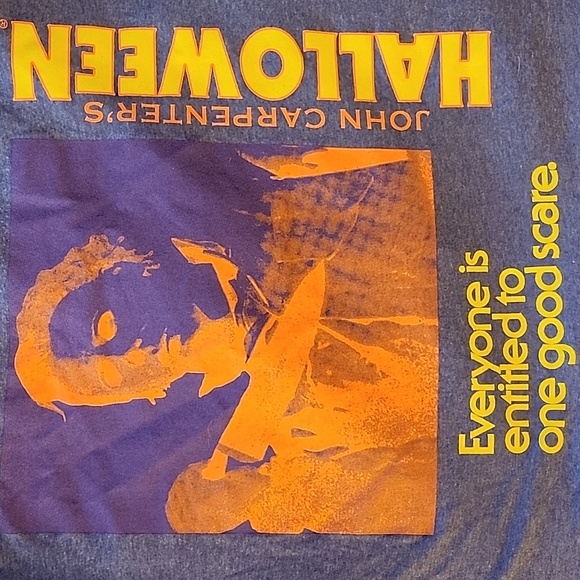 JOHN CARPENTER'S
HALLOWEEN®
Everyone is
entitled to
one good scare.